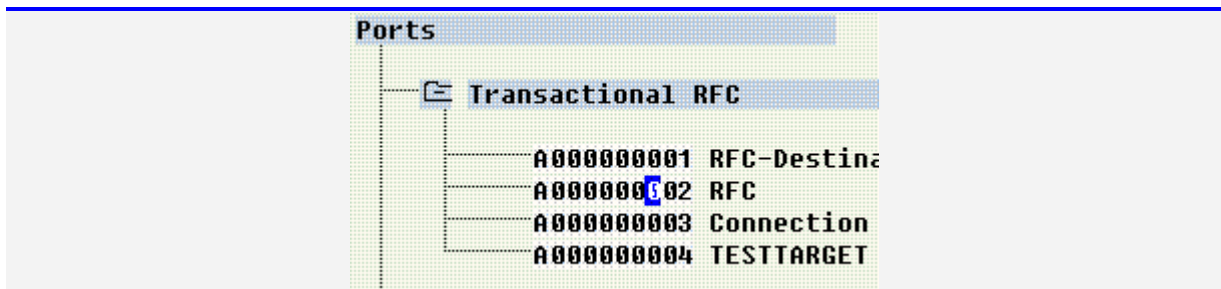 Ports
Transactional RFC
A000000001 RFC-Destina
A000000002 RFC
A000000003 Connection
A000000004 TESTTARGET